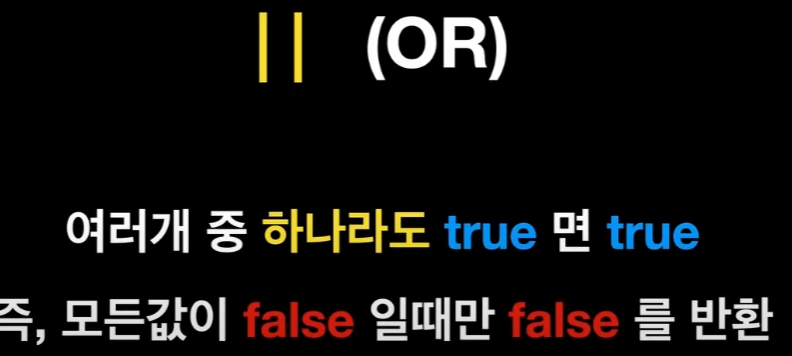 || (OR)
여러개 중 하나라도 true 면 true
즉, 모든값이 false 일때만 false 를 반환